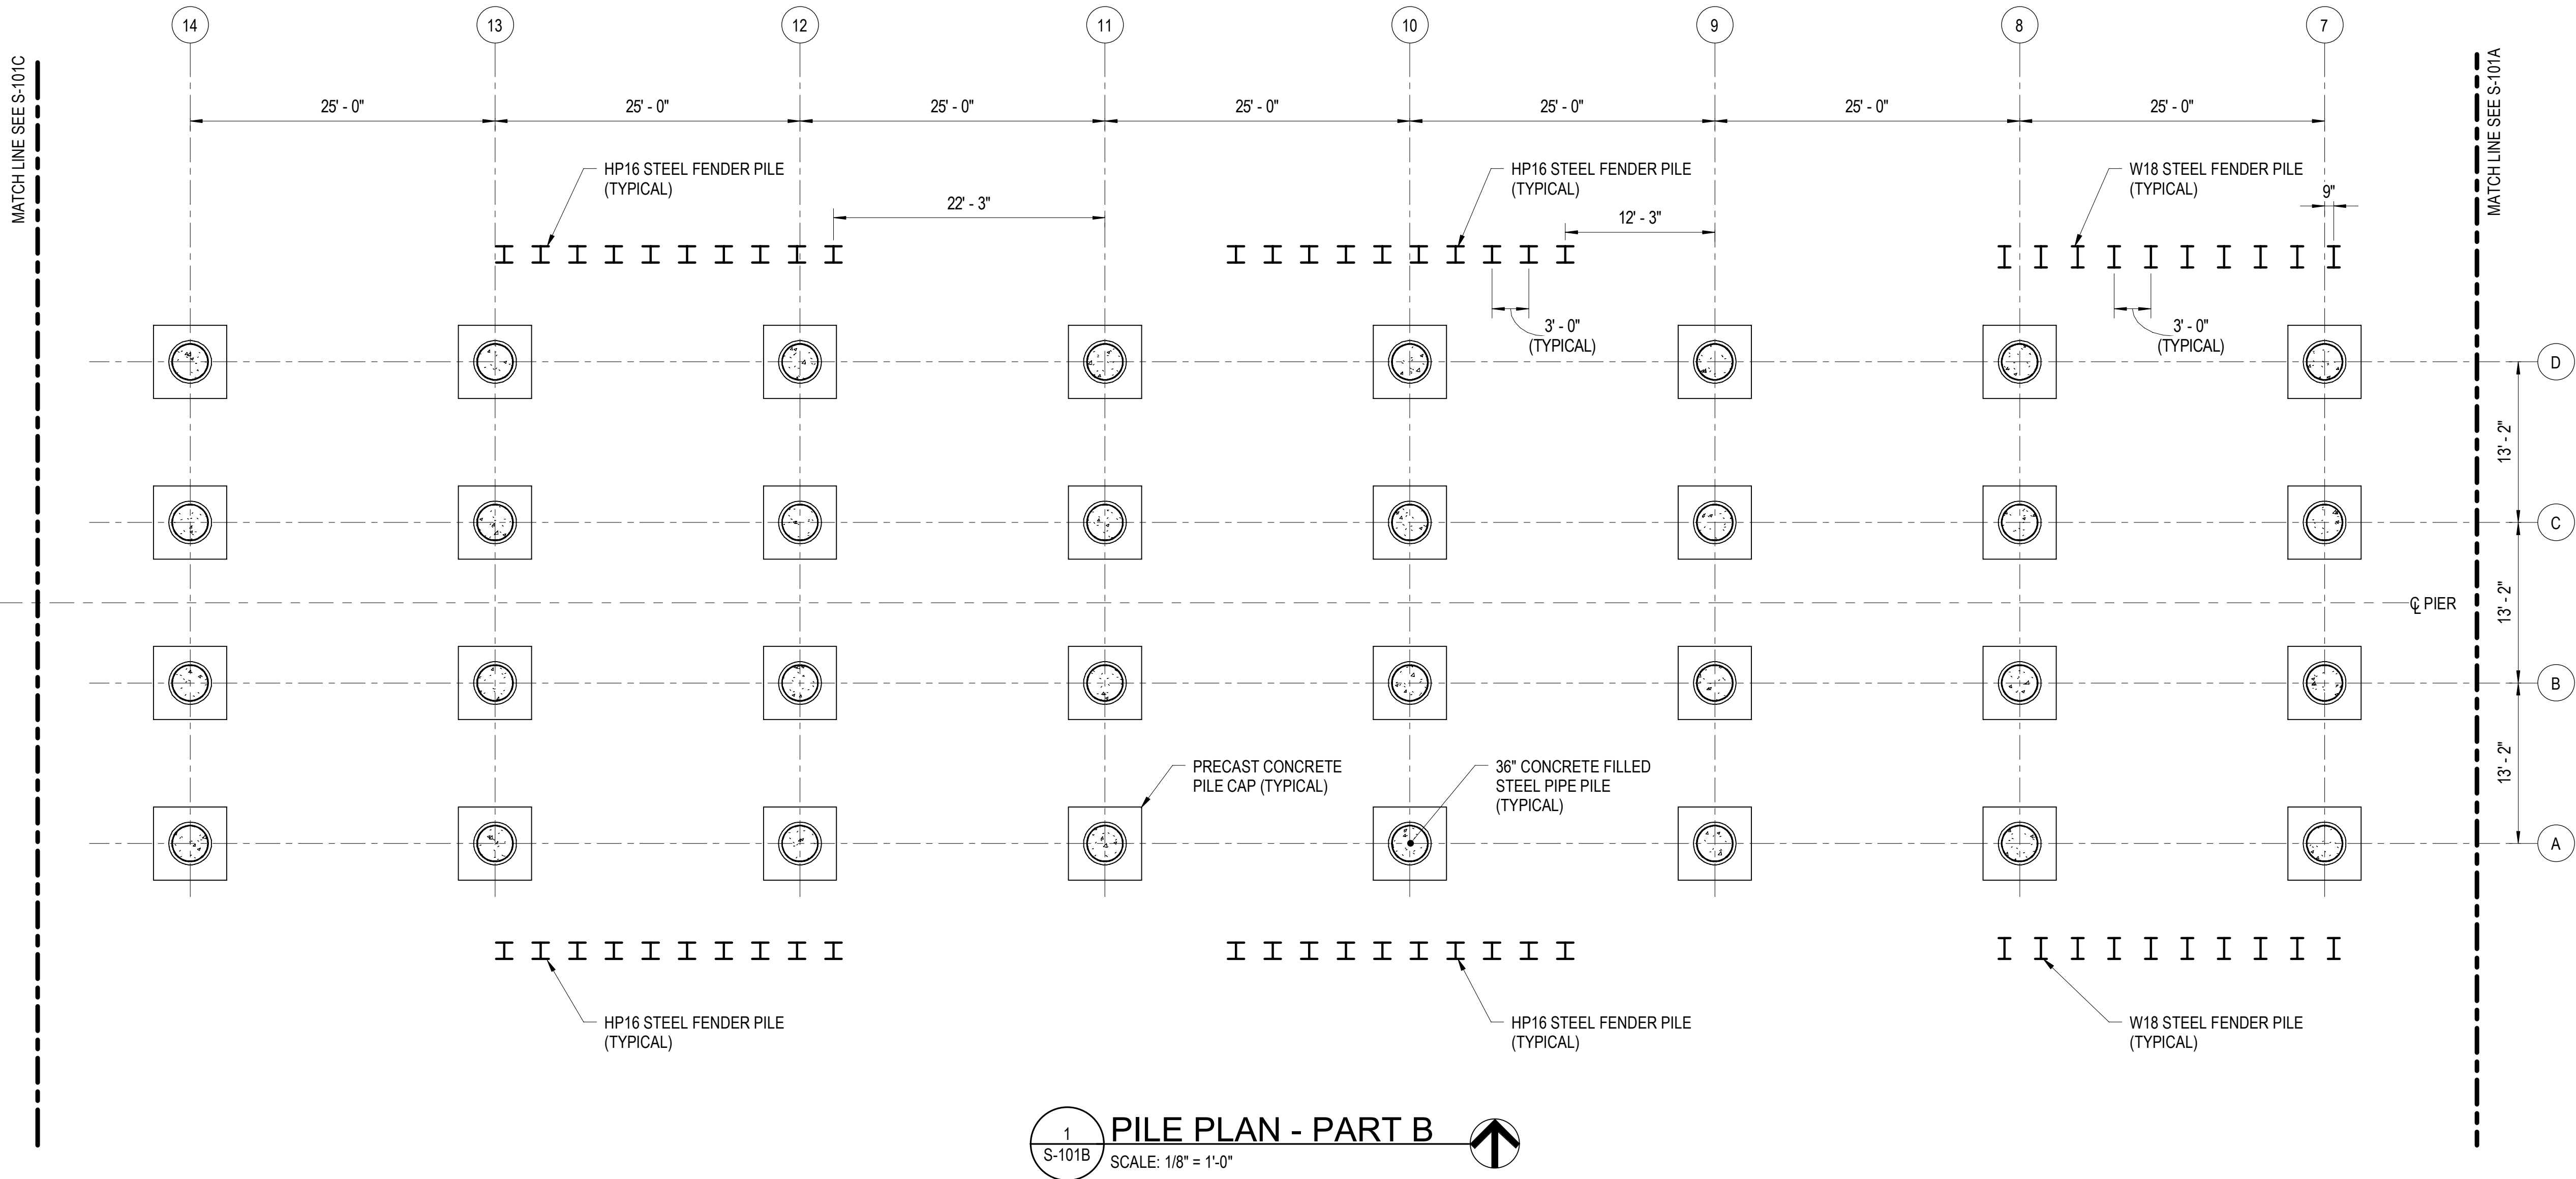 14
13
12
11
10
9
8
7
MATCH LINE SEE S-101C
MATCH LINE SEE S-101A
25' - 0"
25' - 0"
25' - 0"
25' - 0"
25' - 0"
25' - 0"
25' - 0"
HP16 STEEL FENDER PILE
(TYPICAL)
HP16 STEEL FENDER PILE
(TYPICAL)
W18 STEEL FENDER PILE
(TYPICAL)
9"
22' - 3"
12' - 3"
3' - 0"
(TYPICAL)
3' - 0"
(TYPICAL)
D
13' - 2"
C
13' - 2"
℄ PIER
B
13' - 2"
A
PRECAST CONCRETE
PILE CAP (TYPICAL)
36" CONCRETE FILLED
STEEL PIPE PILE
(TYPICAL)
HP16 STEEL FENDER PILE
(TYPICAL)
HP16 STEEL FENDER PILE
(TYPICAL)
W18 STEEL FENDER PILE
(TYPICAL)
1
S-101B
PILE PLAN - PART B
SCALE: 1/8" = 1'-0"